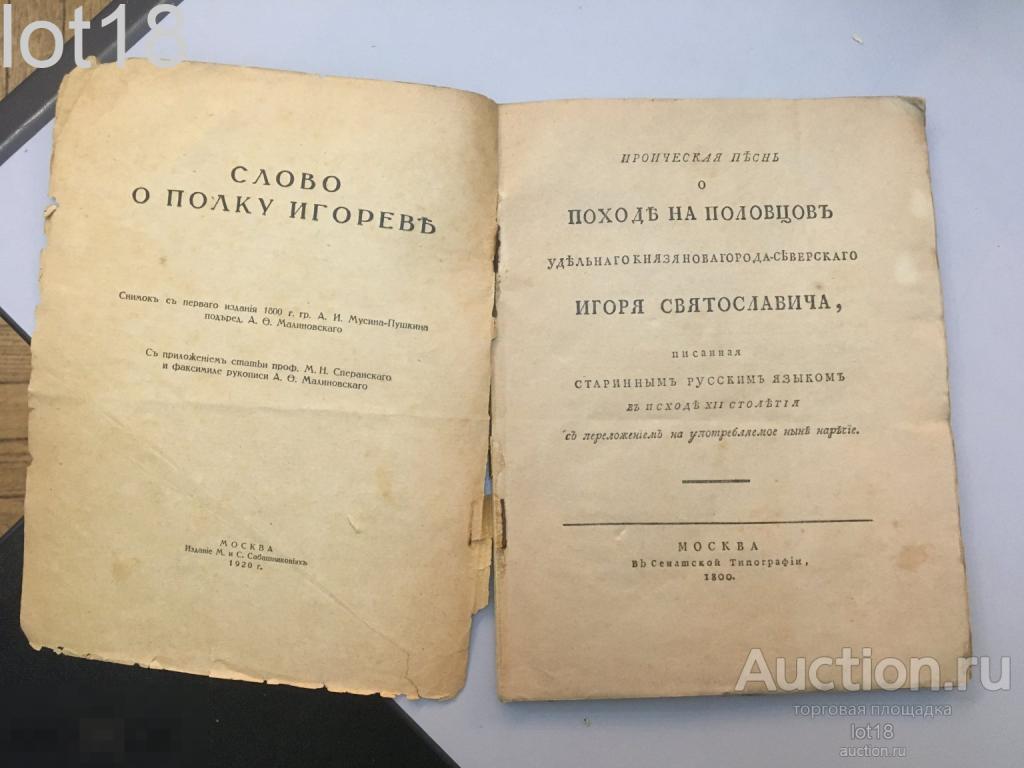 lot18
СЛОВО
О ПОЛКУ ИГОРЕВѢ
Снимокъ съ перваго изданія 1800 г. гр. А. И. Мусина-Пушкина
подъ ред. А. Ѳ. Малиновскаго
Съ приложеніемъ статьи проф. М. Н. Сперанскаго
и факсимиле рукописи А. Ѳ. Малиновскаго
МОСКВА
Изданіе М. и С. Сабашниковыхъ
1920 г.
ИРОИЧЕСКАЯ ПѢСНЬ
О
ПОХОДѢ НА ПОЛОВЦОВЪ
УДѢЛЬНАГО КНЯЗЯ НОВАГОРОДА-СѢВЕРСКАГО
ИГОРЯ СВЯТОСЛАВИЧА,
писанная
СТАРИННЫМЪ РУССКИМЪ ЯЗЫКОМЪ
ВЪ ИСХОДѢ XII СТОЛѢТІЯ
съ переложеніемъ на употребляемое нынѣ нарѣчіе.
МОСКВА
Въ Сенатской Типографіи,
1800.
Auction.ru
торговая площадка
lot18
auction.ru